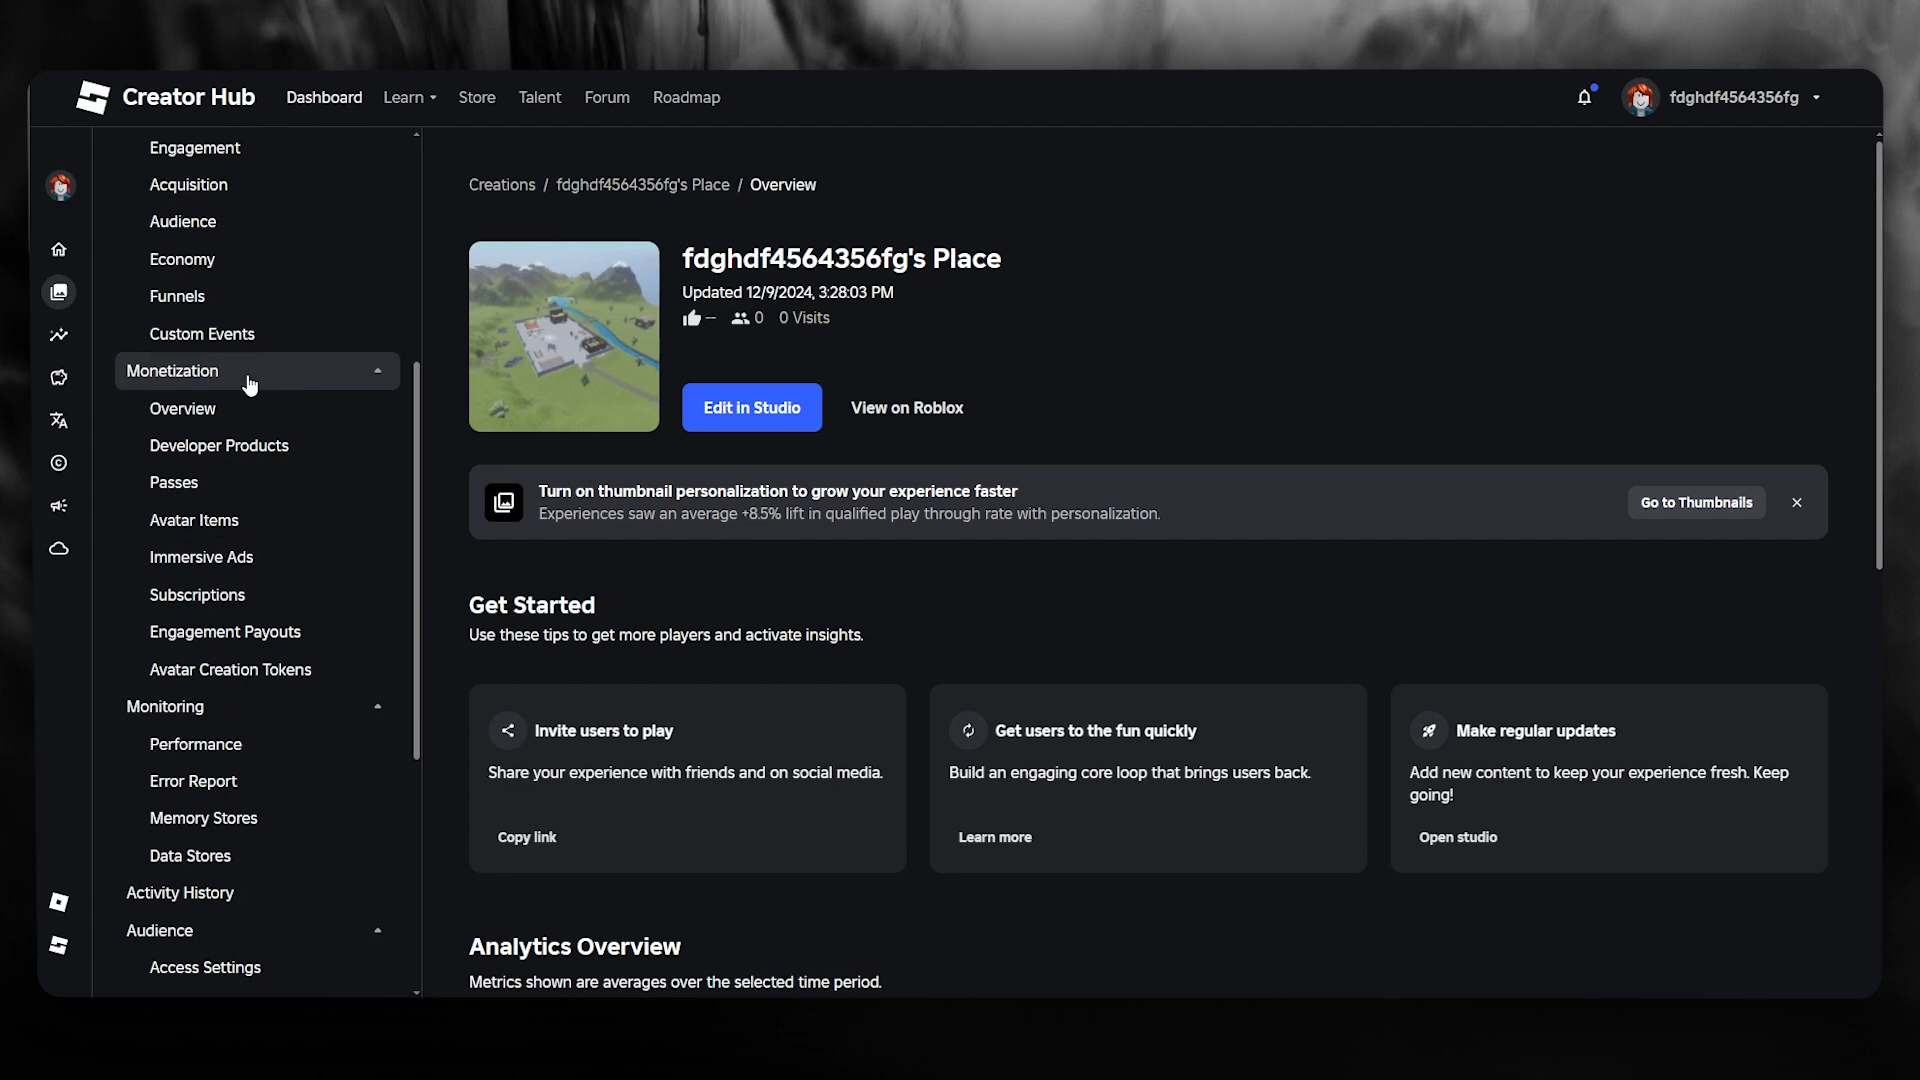 Creator Hub
Dashboard
Learn
Store
Talent
Forum
Roadmap
fdghdf4564356fg
Engagement
Acquisition
Audience
Economy
Funnels
Custom Events
Monetization
Overview
Developer Products
Passes
Avatar Items
Immersive Ads
Subscriptions
Engagement Payouts
Avatar Creation Tokens
Monitoring
Performance
Error Report
Memory Stores
Data Stores
Activity History
Audience
Access Settings
Creations / fdghdf4564356fg's Place / Overview
fdghdf4564356fg's Place
Updated 12/9/2024, 3:28:03 PM
-- 0 0 Visits
Edit in Studio
View on Roblox
Turn on thumbnail personalization to grow your experience faster
Experiences saw an average +8.5% lift in qualified play through rate with personalization.
Go to Thumbnails
Get Started
Use these tips to get more players and activate insights.
Invite users to play
Share your experience with friends and on social media.
Copy link
Get users to the fun quickly
Build an engaging core loop that brings users back.
Learn more
Make regular updates
Add new content to keep your experience fresh. Keep
going!
Open studio
Analytics Overview
Metrics shown are averages over the selected time period.